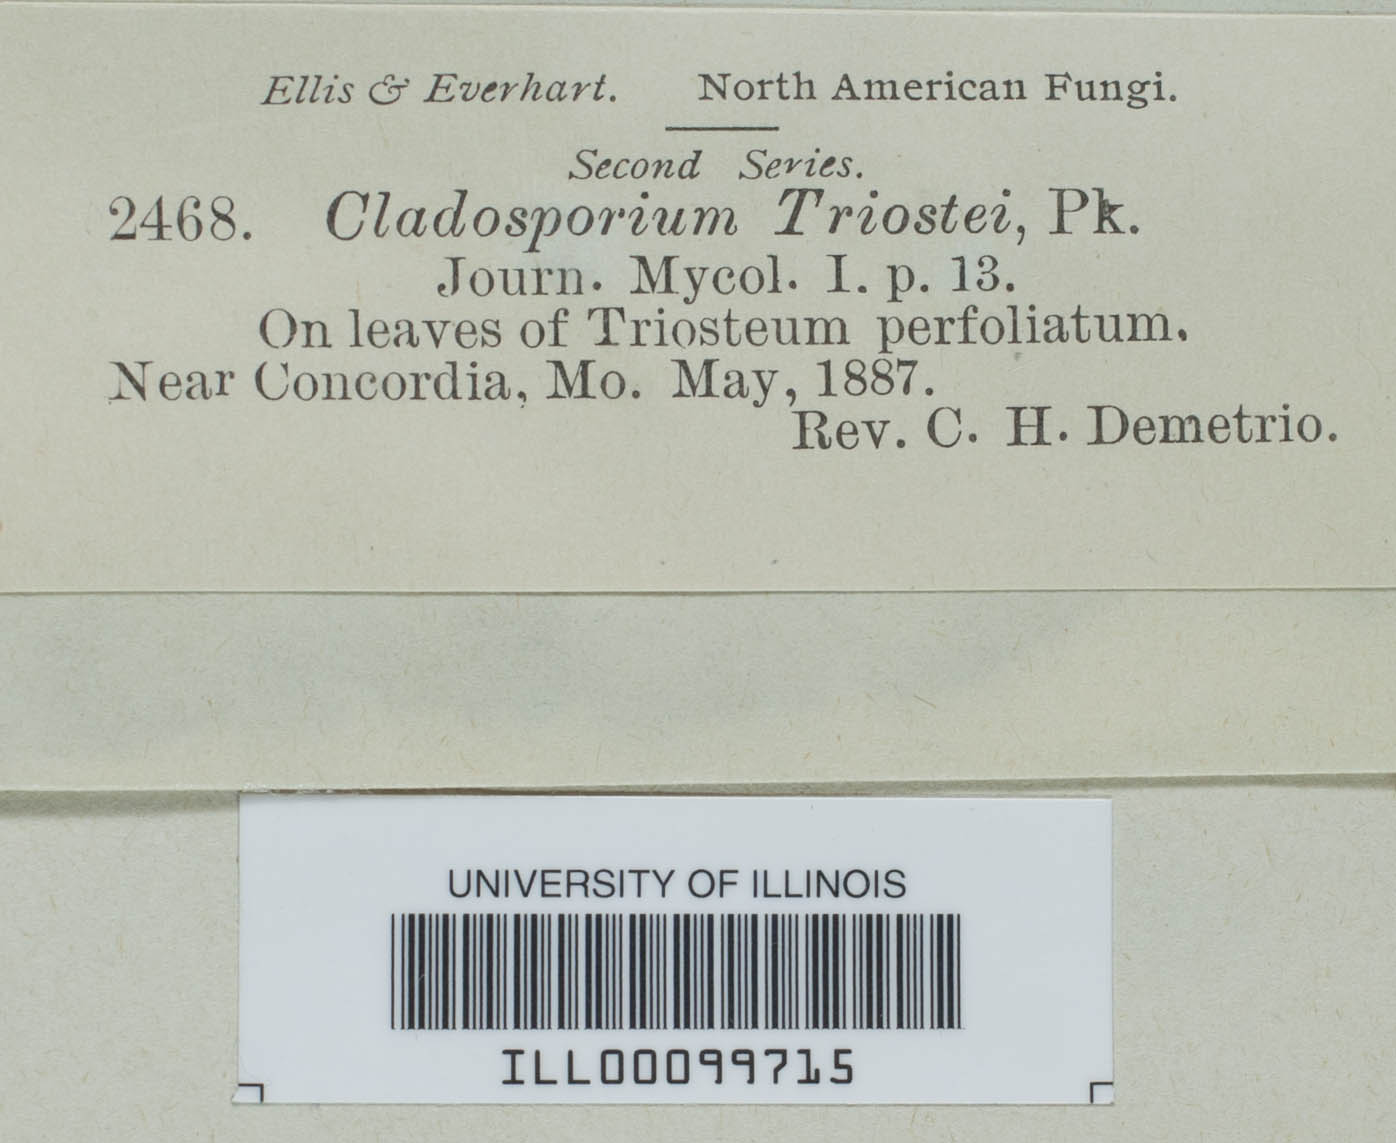 Ellis & Everhart. North American Fungi.
Second Series.
2468. Cladosporium Triostei, Pk.
Journ. Mycol. I. p. 13.
On leaves of Triosteum perfoliatum.
Near Concordia, Mo. May, 1887.
Rev. C. H. Demetrio.
UNIVERSITY OF ILLINOIS
ILL00099715